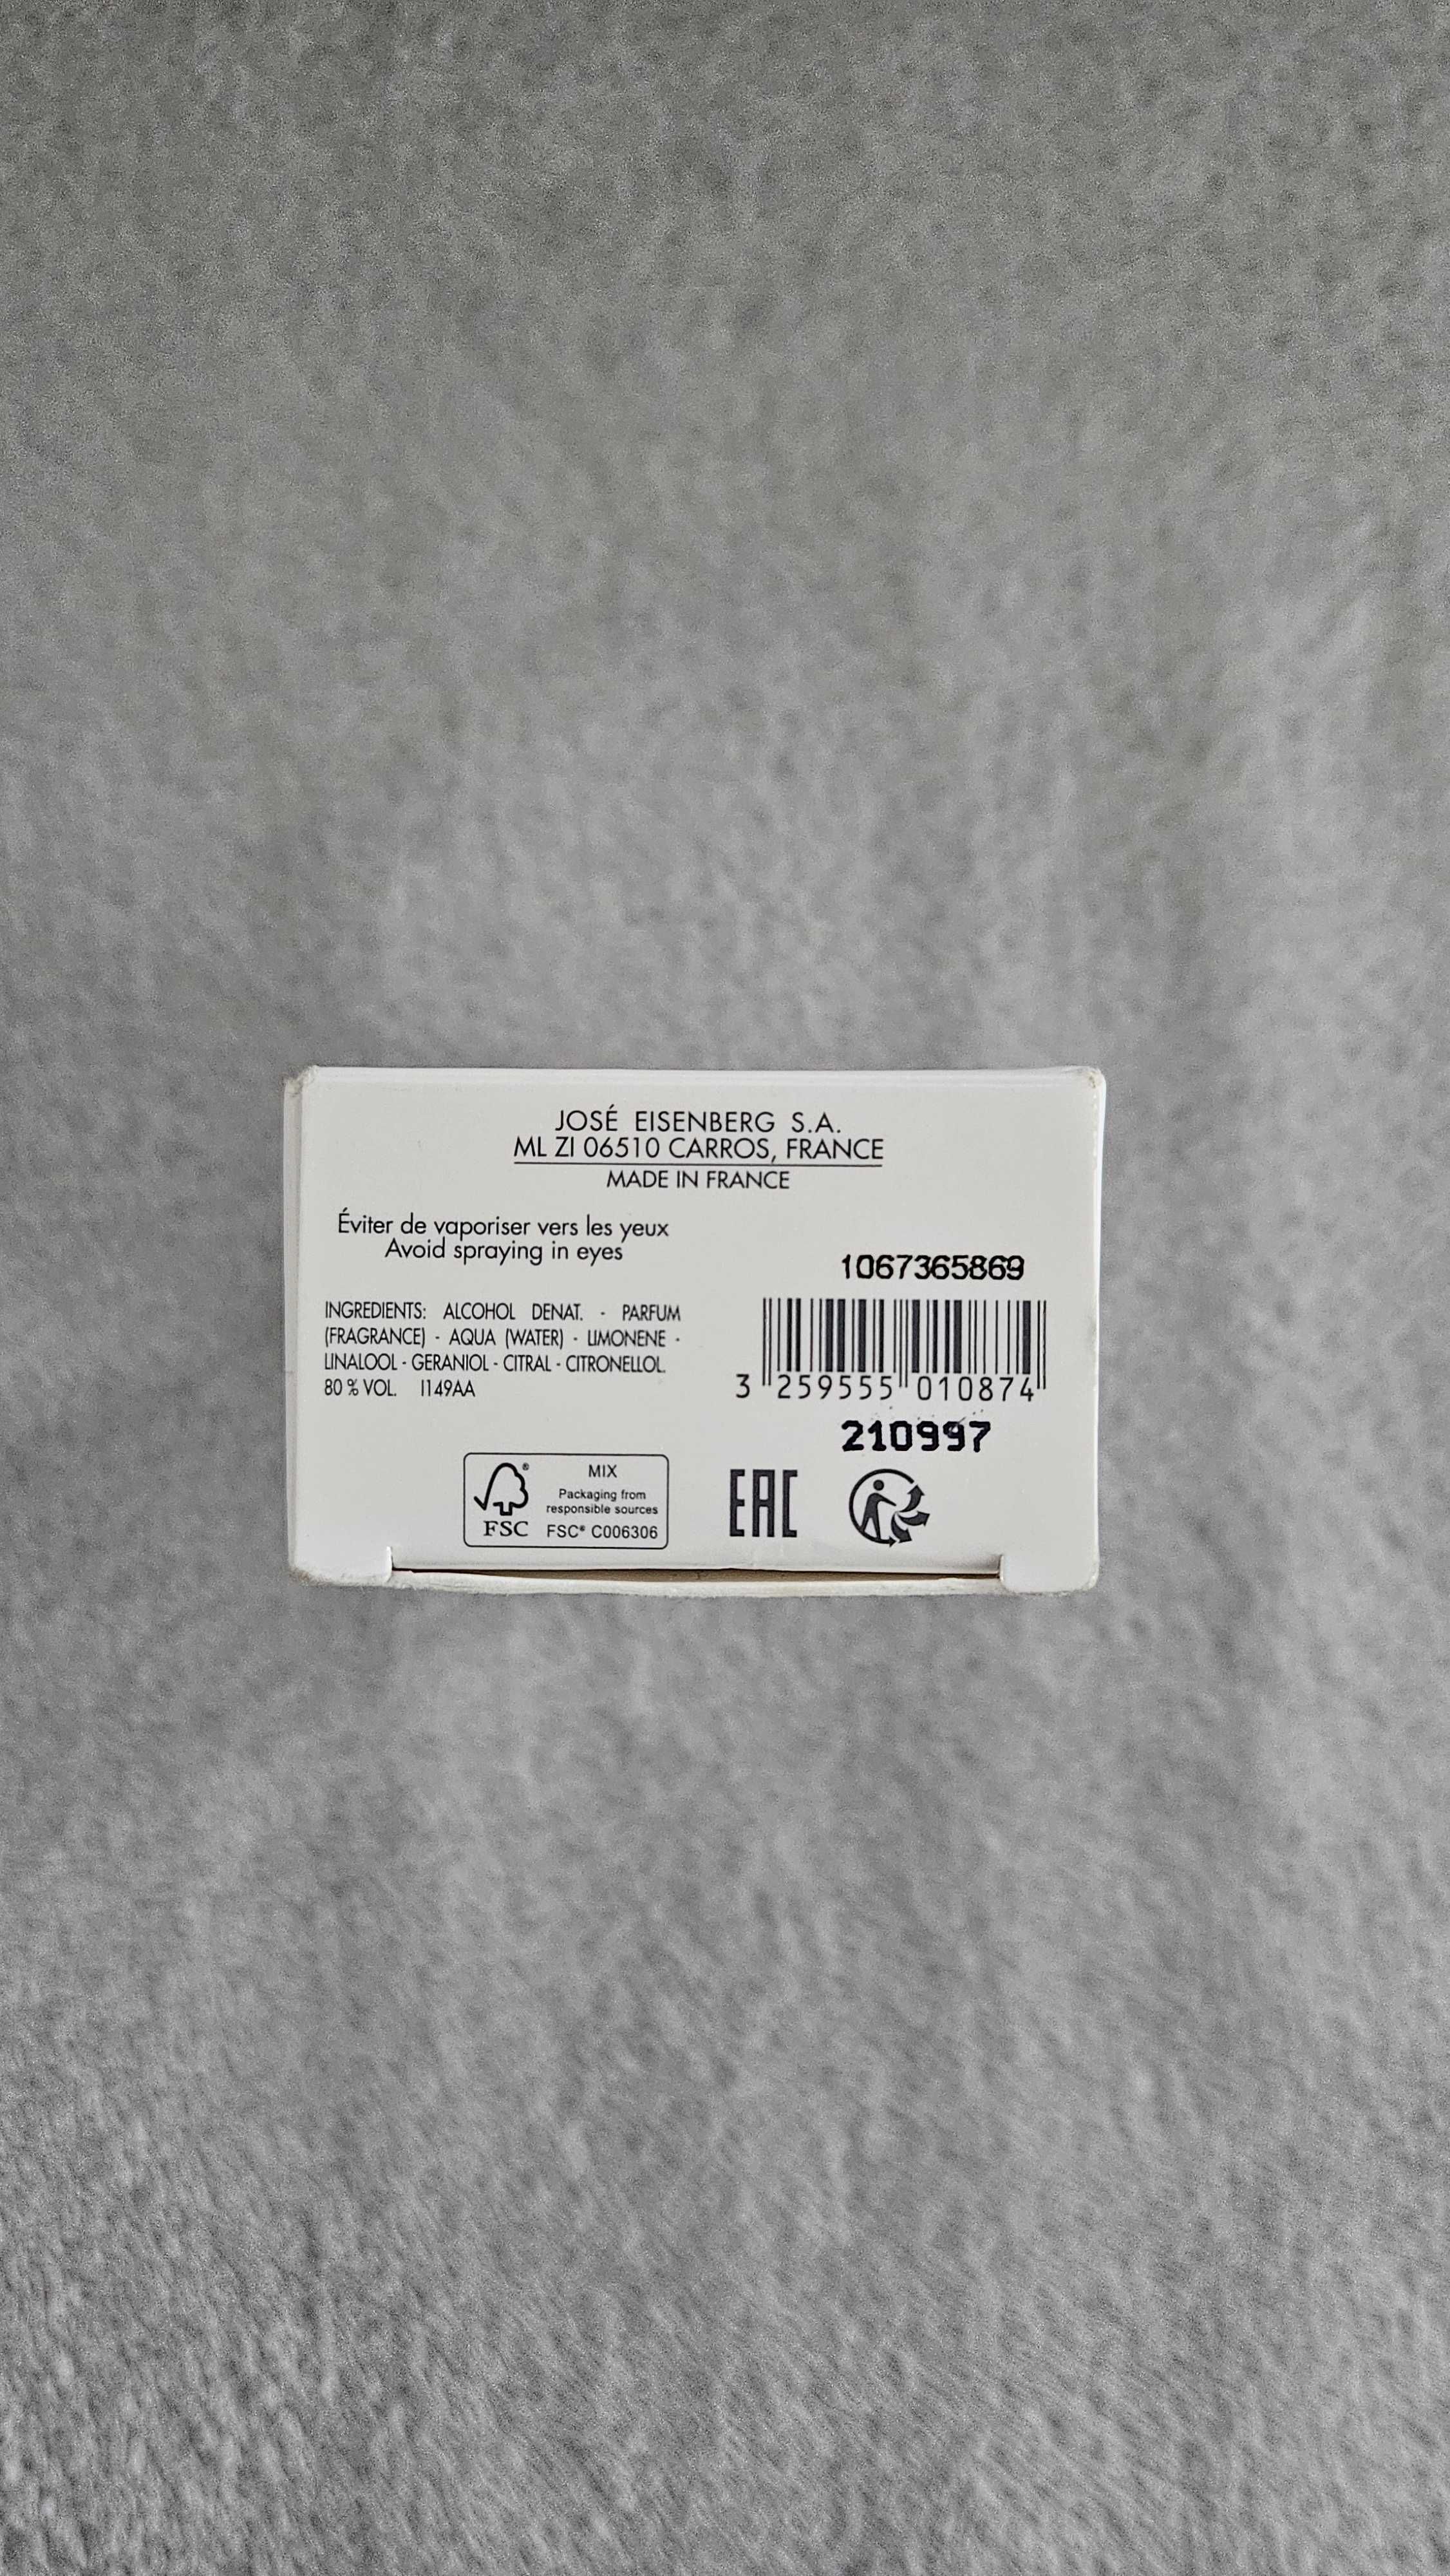 JOSÉ EISENBERG S.A.
ML ZI 06510 CARROS, FRANCE
MADE IN FRANCE
Éviter de vaporiser vers les yeux
Avoid spraying in eyes
INGREDIENTS: ALCOHOL DENAT. - PARFUM
(FRAGRANCE) - AQUA (WATER) - LIMONENE -
LINALOOL - GERANIOL - CITRAL - CITRONELLOL.
80 % VOL. I149AA
1067365869
3 259555 010874
210997
FSC®
MIX
Packaging from
responsible sources
FSC® C006306
EAC